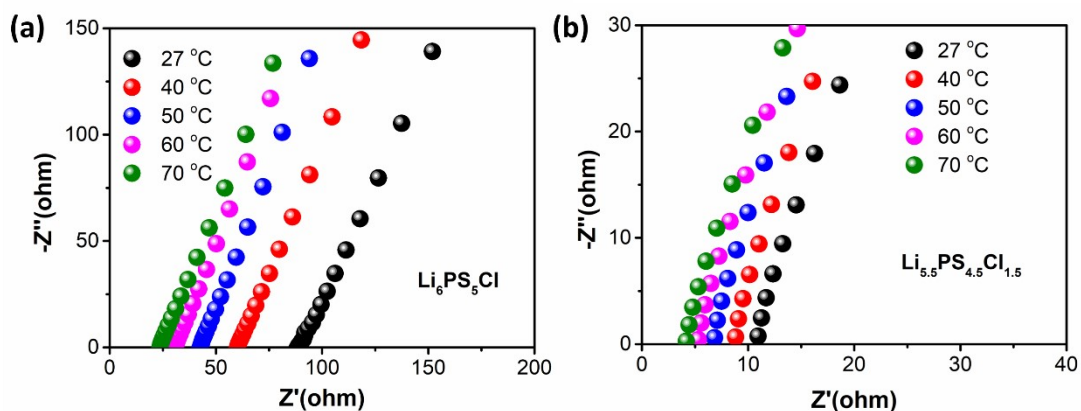 (a)
150
100
50
0
-Z''(ohm)
27 °C
40 °C
50 °C
60 °C
70 °C
Li₆PS₅Cl
0 50 100 150 200
Z'(ohm)
(b)
30
20
10
0
-Z''(ohm)
27 °C
40 °C
50 °C
60 °C
70 °C
Li₅.₅PS₄.₅Cl₁.₅
0 10 20 30 40
Z'(ohm)